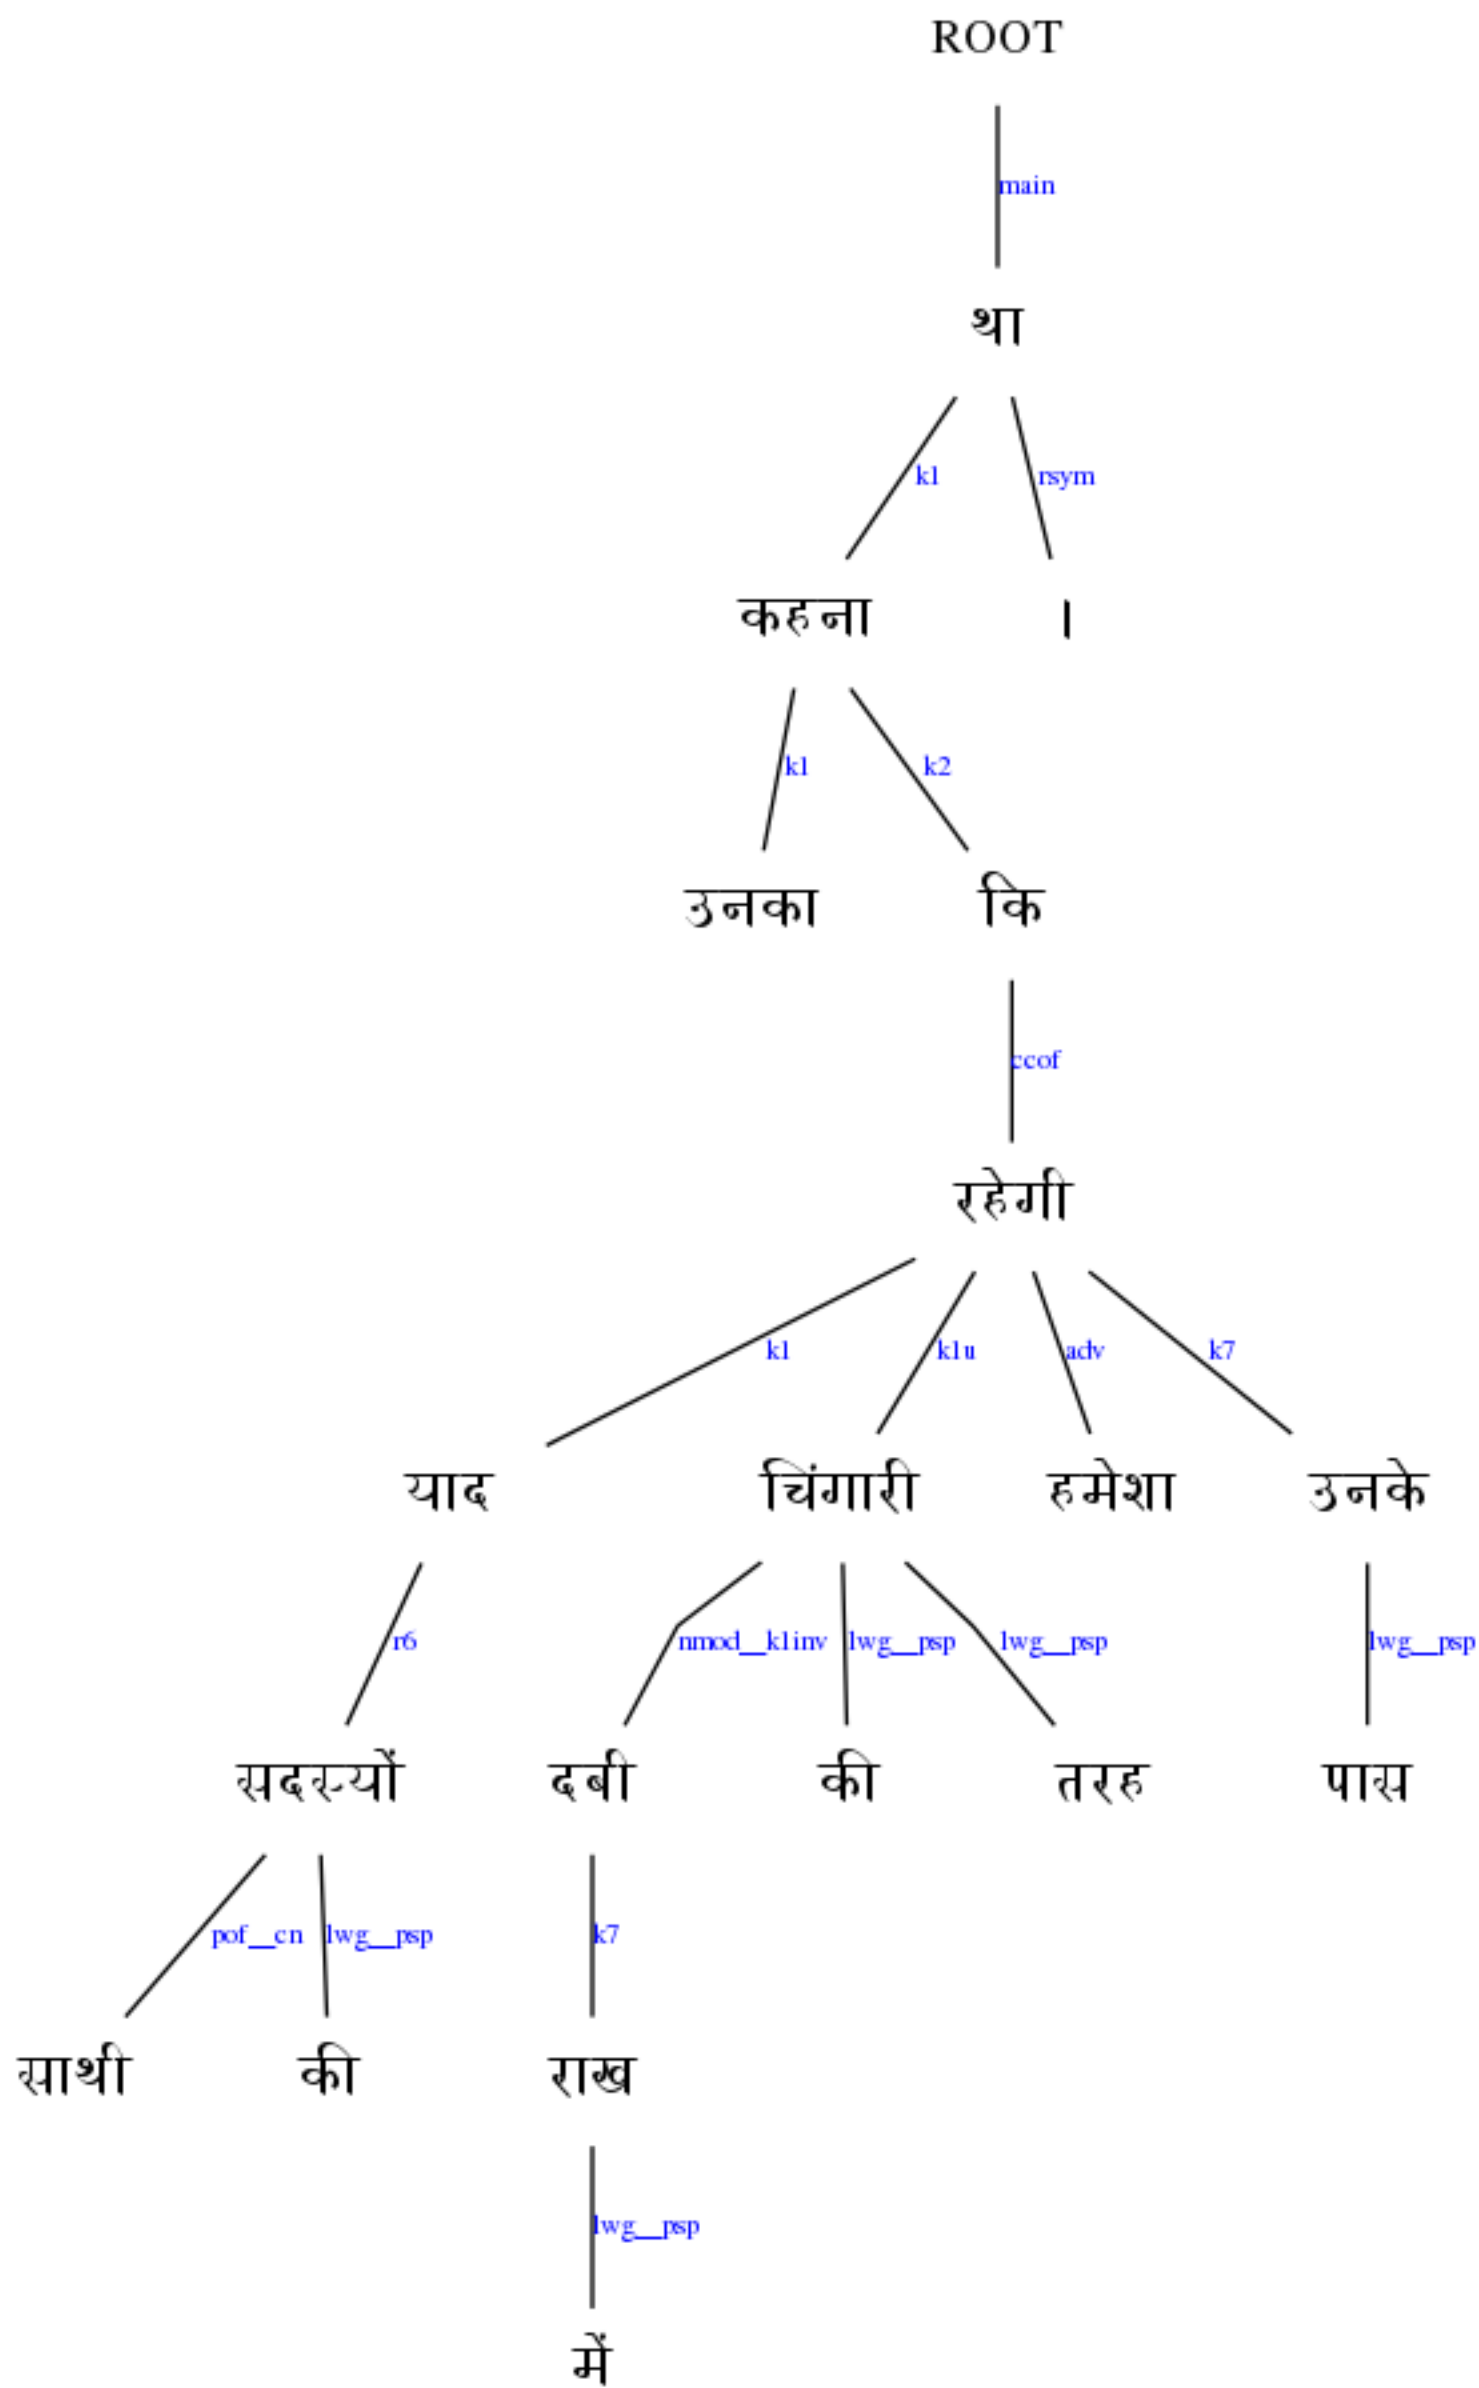 ROOT
main
था
k1 rsym
कहना ।
k1 k2
उनका कि
ccof
रहेगी
k1 k1u adv k7
याद चिंगारी हमेशा उनके
r6 nmod__k1inv lwg__psp lwg__psp lwg__psp
सदस्यों दबी की तरह पास
pof__cn lwg__psp k7
साथी की राख
lwg__psp
में